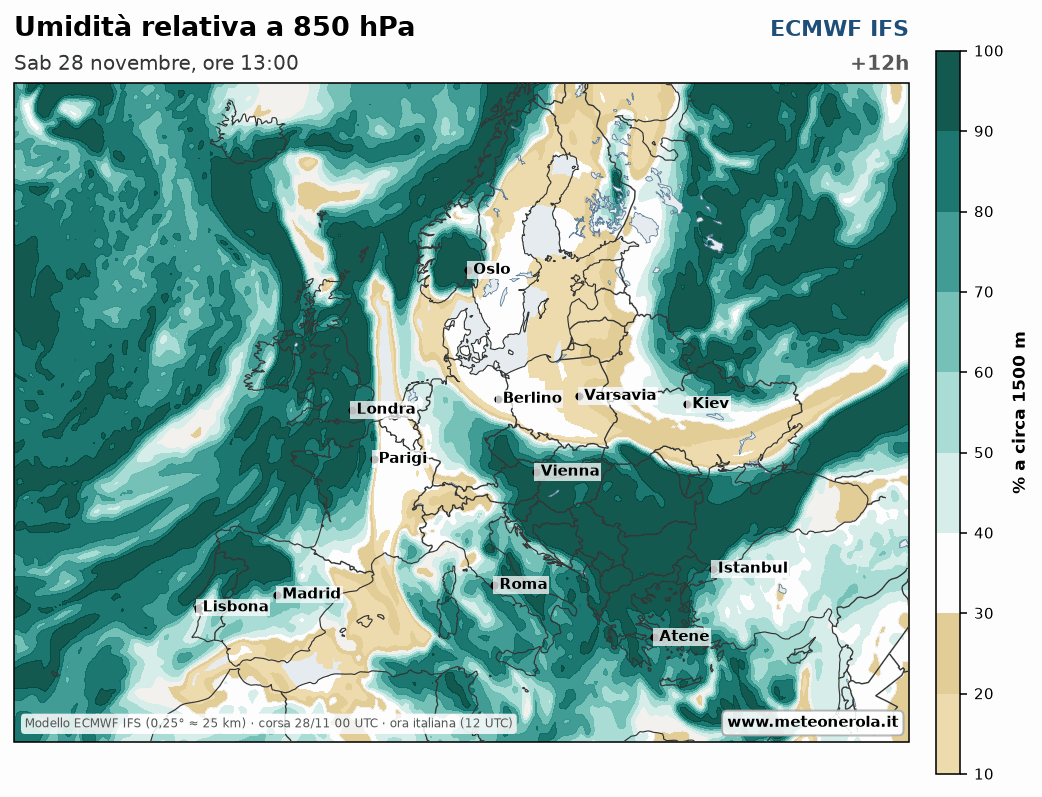 Umidità relativa a 850 hPa
ECMWF IFS
Sab 28 novembre, ore 13:00
+12h
100
90
80
70
60
50
40
30
20
10
% a circa 1500 m
Oslo
Berlino
Varsavia
Kiev
Londra
Parigi
Vienna
Istanbul
Roma
Madrid
Lisbona
Atene
Modello ECMWF IFS (0,25° ≈ 25 km) · corsa 28/11 00 UTC · ora italiana (12 UTC)
www.meteonerola.it